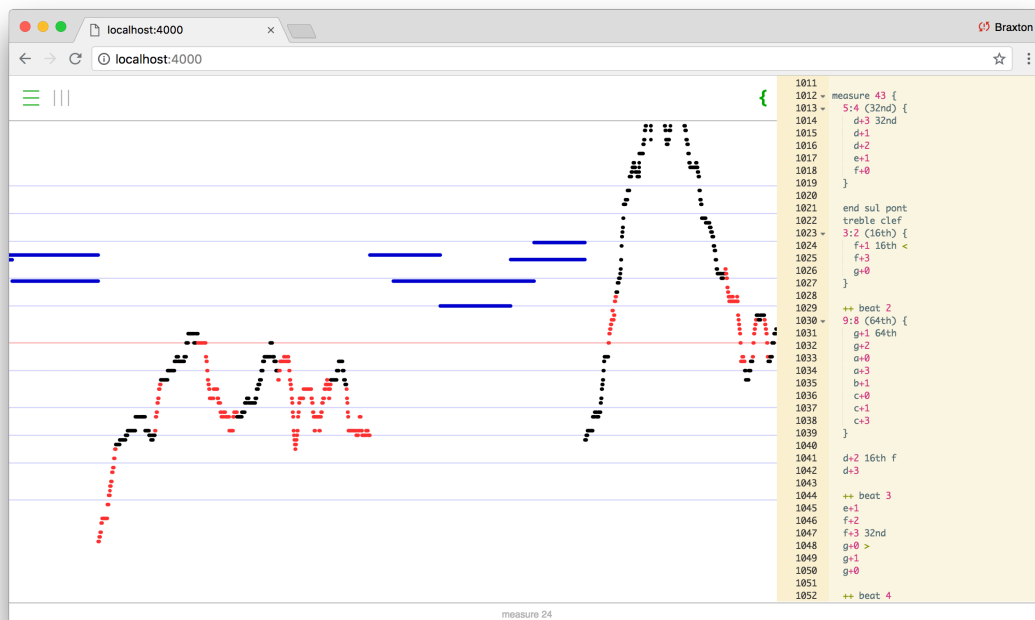 localhost:4000 ×
Braxton
localhost:4000
{
1011
1012 measure 43 {
1013 5:4 (32nd) {
1014 d+3 32nd
1015 d+1
1016 d+2
1017 e+1
1018 f+0
1019 }
1020
1021 end sul pont
1022 treble clef
1023 3:2 (16th) {
1024 f+1 16th <
1025 f+3
1026 g+0
1027 }
1028
1029 ++ beat 2
1030 9:8 (64th) {
1031 g+1 64th
1032 g+2
1033 a+0
1034 a+3
1035 b+1
1036 c+0
1037 c+1
1038 c+3
1039 }
1040
1041 d+2 16th f
1042 d+3
1043
1044 ++ beat 3
1045 e+1
1046 f+2
1047 f+3 32nd
1048 g+0 >
1049 g+1
1050 g+0
1051
1052 ++ beat 4
measure 24